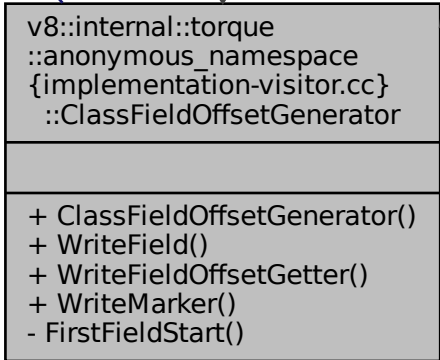 v8::internal::torque
::anonymous_namespace
{implementation-visitor.cc}
::ClassFieldOffsetGenerator
+ ClassFieldOffsetGenerator()
+ WriteField()
+ WriteFieldOffsetGetter()
+ WriteMarker()
- FirstFieldStart()